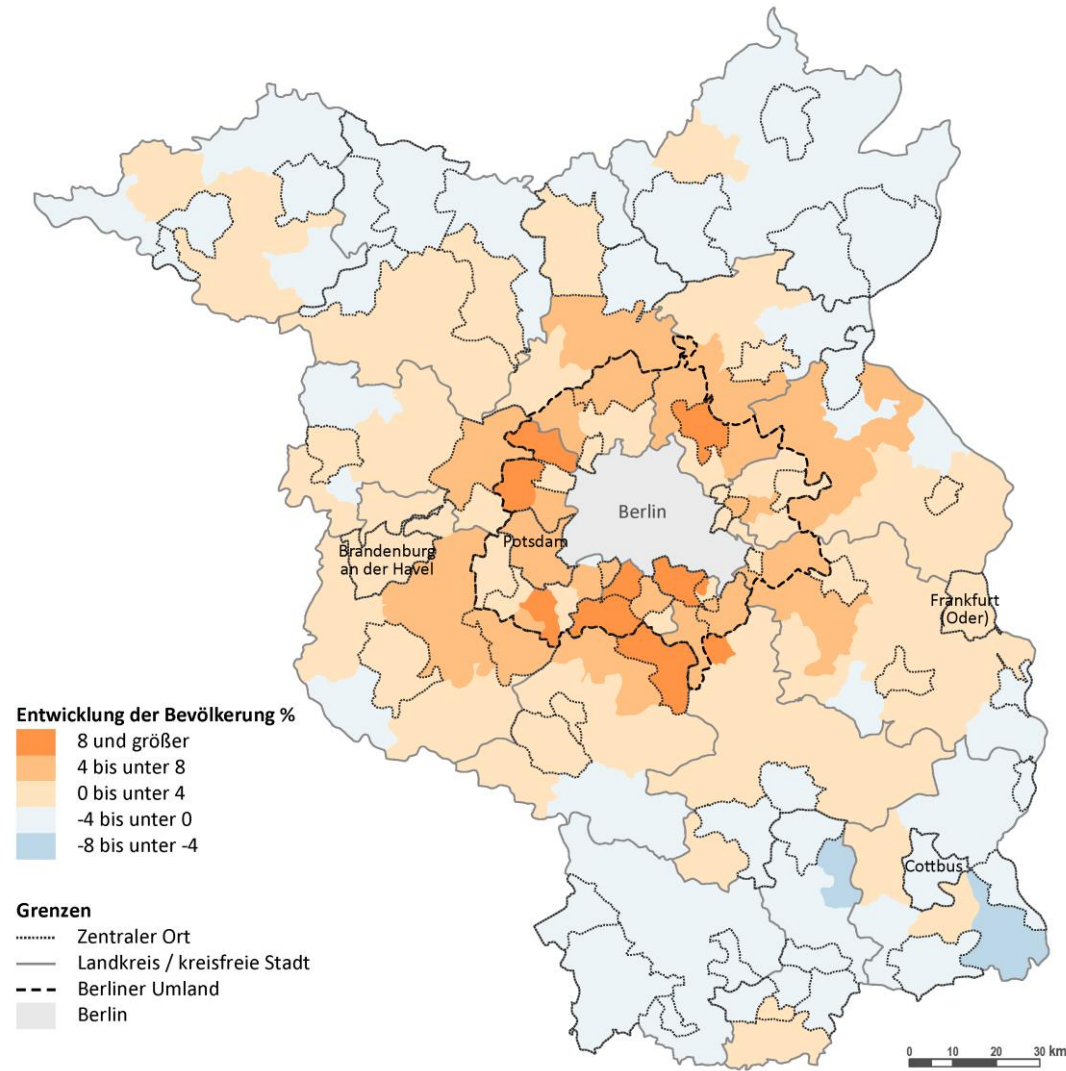 Berlin
Potsdam
Brandenburg
an der Havel
Frankfurt
(Oder)
Cottbus
Entwicklung der Bevölkerung %
8 und größer
4 bis unter 8
0 bis unter 4
-4 bis unter 0
-8 bis unter -4
Grenzen
Zentraler Ort
Landkreis / kreisfreie Stadt
Berliner Umland
Berlin
0 10 20 30 km